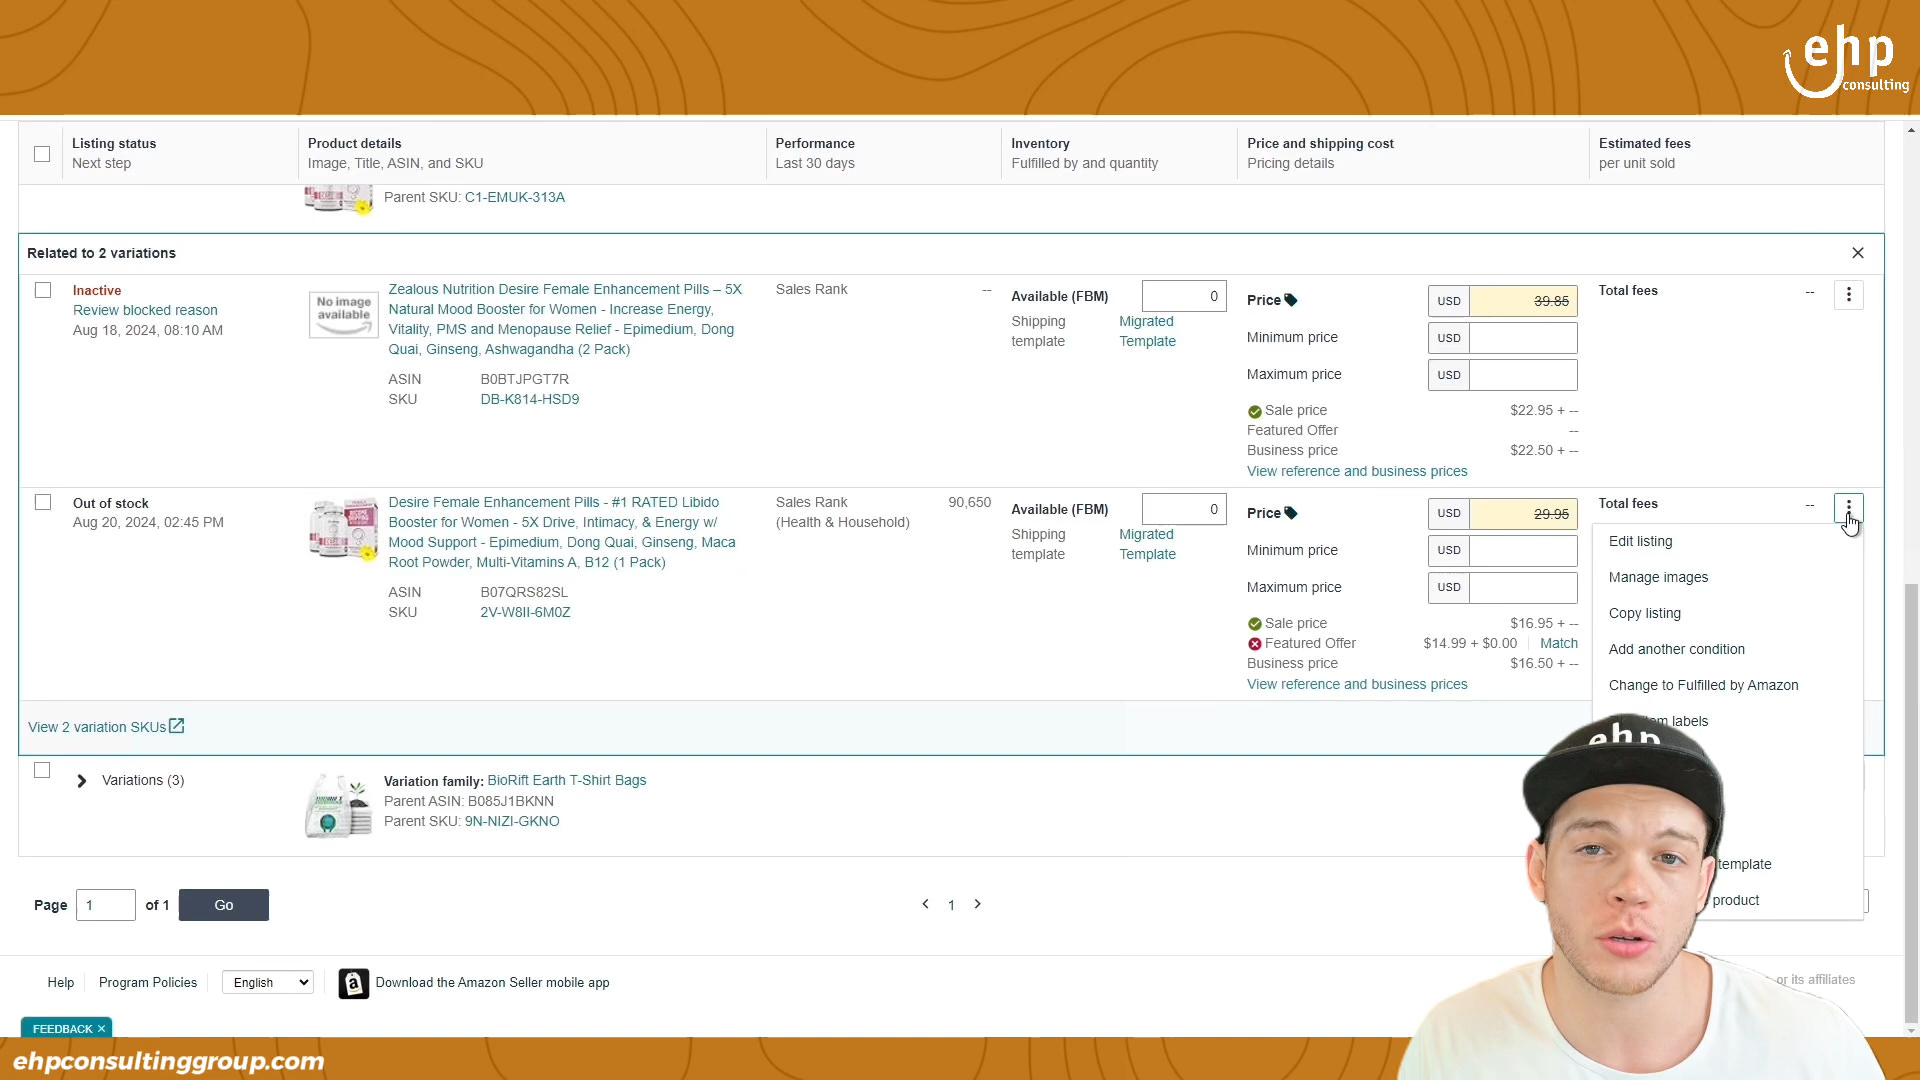 ehp
consulting
Listing status
Next step
Product details
Image, Title, ASIN, and SKU
Performance
Last 30 days
Inventory
Fulfilled by and quantity
Price and shipping cost
Pricing details
Estimated fees
per unit sold
Parent SKU: C1-EMUK-313A
Related to 2 variations
Inactive
Review blocked reason
Aug 18, 2024, 08:10 AM
No image
available
Zealous Nutrition Desire Female Enhancement Pills – 5X
Natural Mood Booster for Women - Increase Energy,
Vitality, PMS and Menopause Relief - Epimedium, Dong
Quai, Ginseng, Ashwagandha (2 Pack)
ASIN B0BTJPGT7R
SKU DB-K814-HSD9
Sales Rank --
Available (FBM) 0
Shipping template Migrated Template
Price USD 39.85
Minimum price USD
Maximum price USD
Sale price $22.95 + --
Featured Offer --
Business price $22.50 + --
View reference and business prices
Total fees --
Out of stock
Aug 20, 2024, 02:45 PM
Desire Female Enhancement Pills - #1 RATED Libido
Booster for Women - 5X Drive, Intimacy, & Energy w/
Mood Support - Epimedium, Dong Quai, Ginseng, Maca
Root Powder, Multi-Vitamins A, B12 (1 Pack)
ASIN B07QRS82SL
SKU 2V-W8II-6M0Z
Sales Rank 90,650
(Health & Household)
Available (FBM) 0
Shipping template Migrated Template
Price USD 29.95
Minimum price USD
Maximum price USD
Sale price $16.95 + --
Featured Offer $14.99 + $0.00 Match
Business price $16.50 + --
View reference and business prices
Total fees --
Edit listing
Manage images
Copy listing
Add another condition
Change to Fulfilled by Amazon
labels
template
product
View 2 variation SKUs
Variations (3)
Variation family: BioRift Earth T-Shirt Bags
Parent ASIN: B085J1BKNN
Parent SKU: 9N-NIZI-GKNO
ehp
Page 1 of 1 Go
1
Help
Program Policies
English
Download the Amazon Seller mobile app
or its affiliates
FEEDBACK ×
ehpconsultinggroup.com